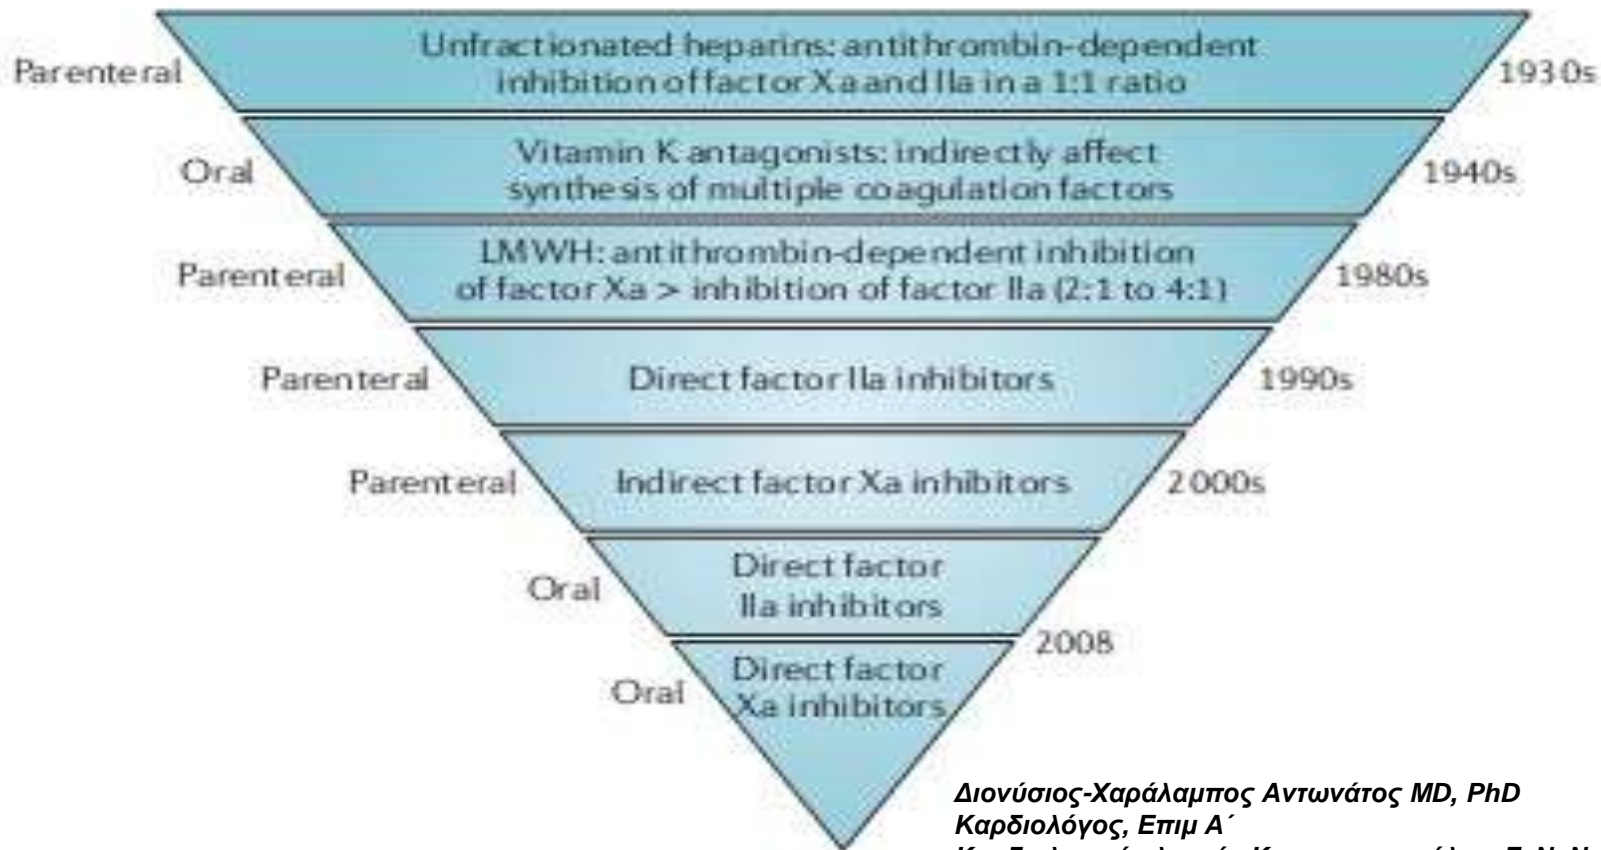 Parenteral
Unfractionated heparins: antithrombin-dependent
inhibition of factor Xa and IIa in a 1:1 ratio
1930s
Oral
Vitamin K antagonists: indirectly affect
synthesis of multiple coagulation factors
1940s
Parenteral
LMWH: antithrombin-dependent inhibition
of factor Xa > inhibition of factor IIa (2:1 to 4:1)
1980s
Parenteral
Direct factor IIa inhibitors
1990s
Parenteral
Indirect factor Xa inhibitors
2000s
Oral
Direct factor
IIa inhibitors
2008
Oral
Direct factor
Xa inhibitors
Διονύσιος-Χαράλαμπος Αντωνάτος MD, PhD
Καρδιολόγος, Επιμ Α΄